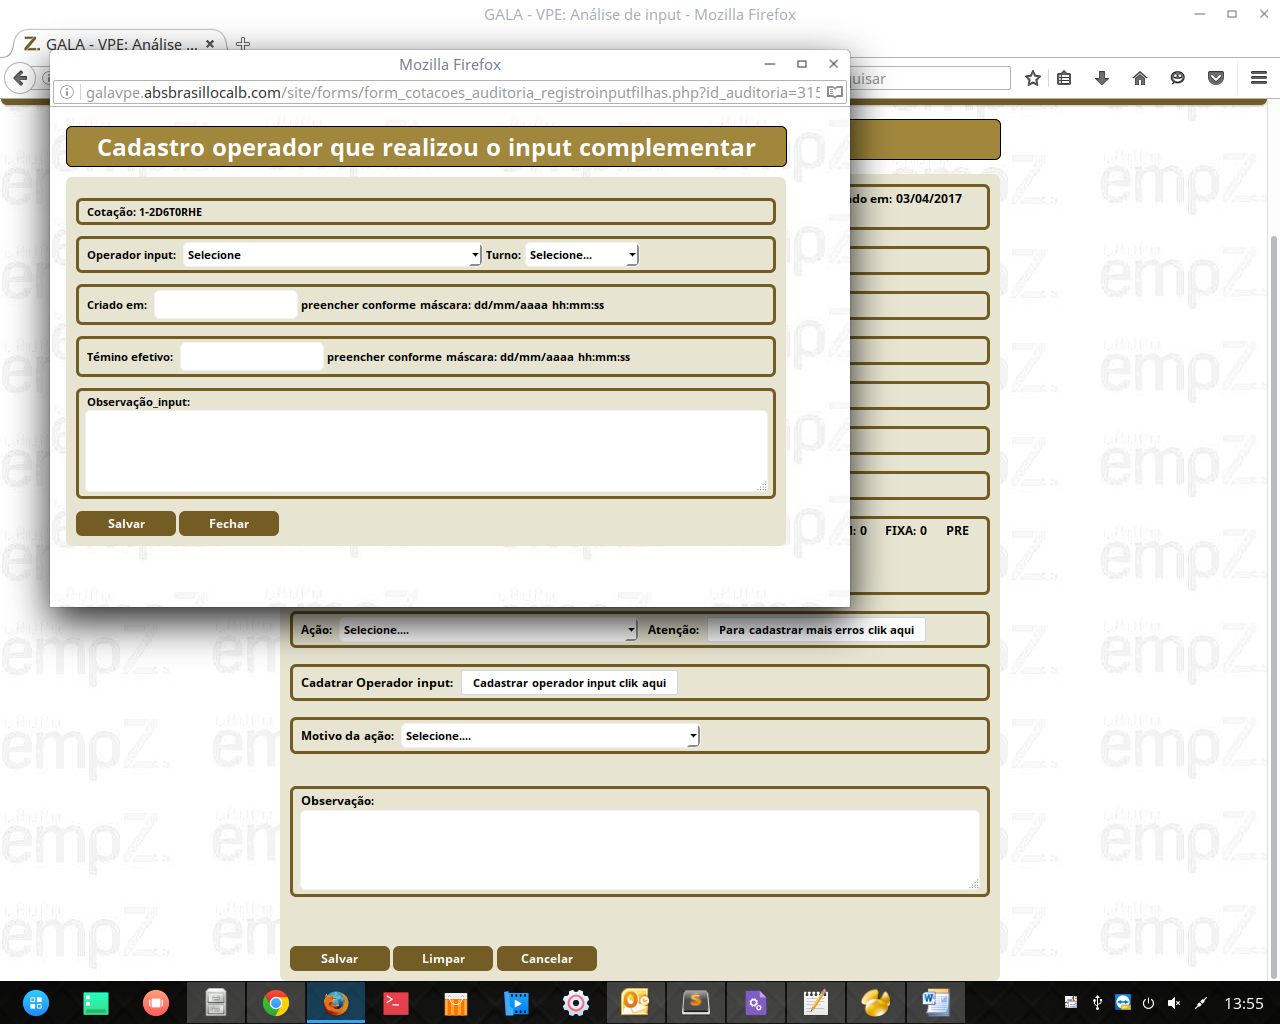 GALA - VPE: Análise de input - Mozilla Firefox
Z. GALA - VPE: Análise ...
Mozilla Firefox
galavpe.absbrasillocalb.com/site/forms/form_cotacoes_auditoria_registroinputfilhas.php?id_auditoria=315
uisar
Cadastro operador que realizou o input complementar
do em: 03/04/2017
Cotação: 1-2D6T0RHE
Operador input: Selecione Turno: Selecione...
Criado em: preencher conforme máscara: dd/mm/aaaa hh:mm:ss
Témino efetivo: preencher conforme máscara: dd/mm/aaaa hh:mm:ss
Observação_input:
Salvar Fechar
: 0 FIXA: 0 PRE
Ação: Selecione.... Atenção: Para cadastrar mais erros clik aqui
Cadatrar Operador input: Cadastrar operador input clik aqui
Motivo da ação: Selecione....
Observação:
Salvar Limpar Cancelar
13:55